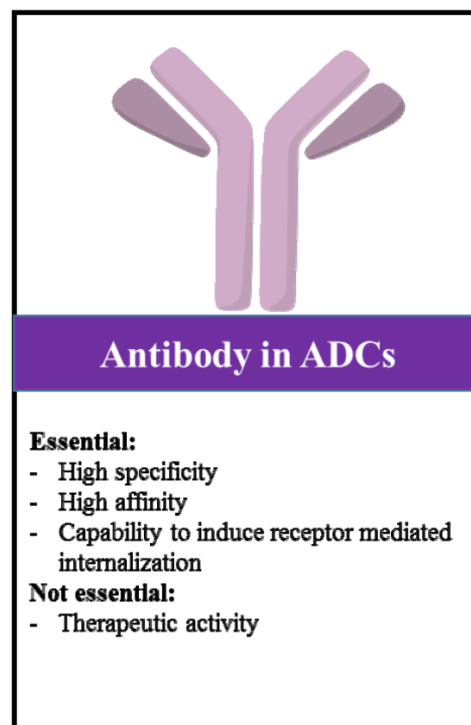 Antibody in ADCs
Essential:
- High specificity
- High affinity
- Capability to induce receptor mediated
internalization
Not essential:
- Therapeutic activity